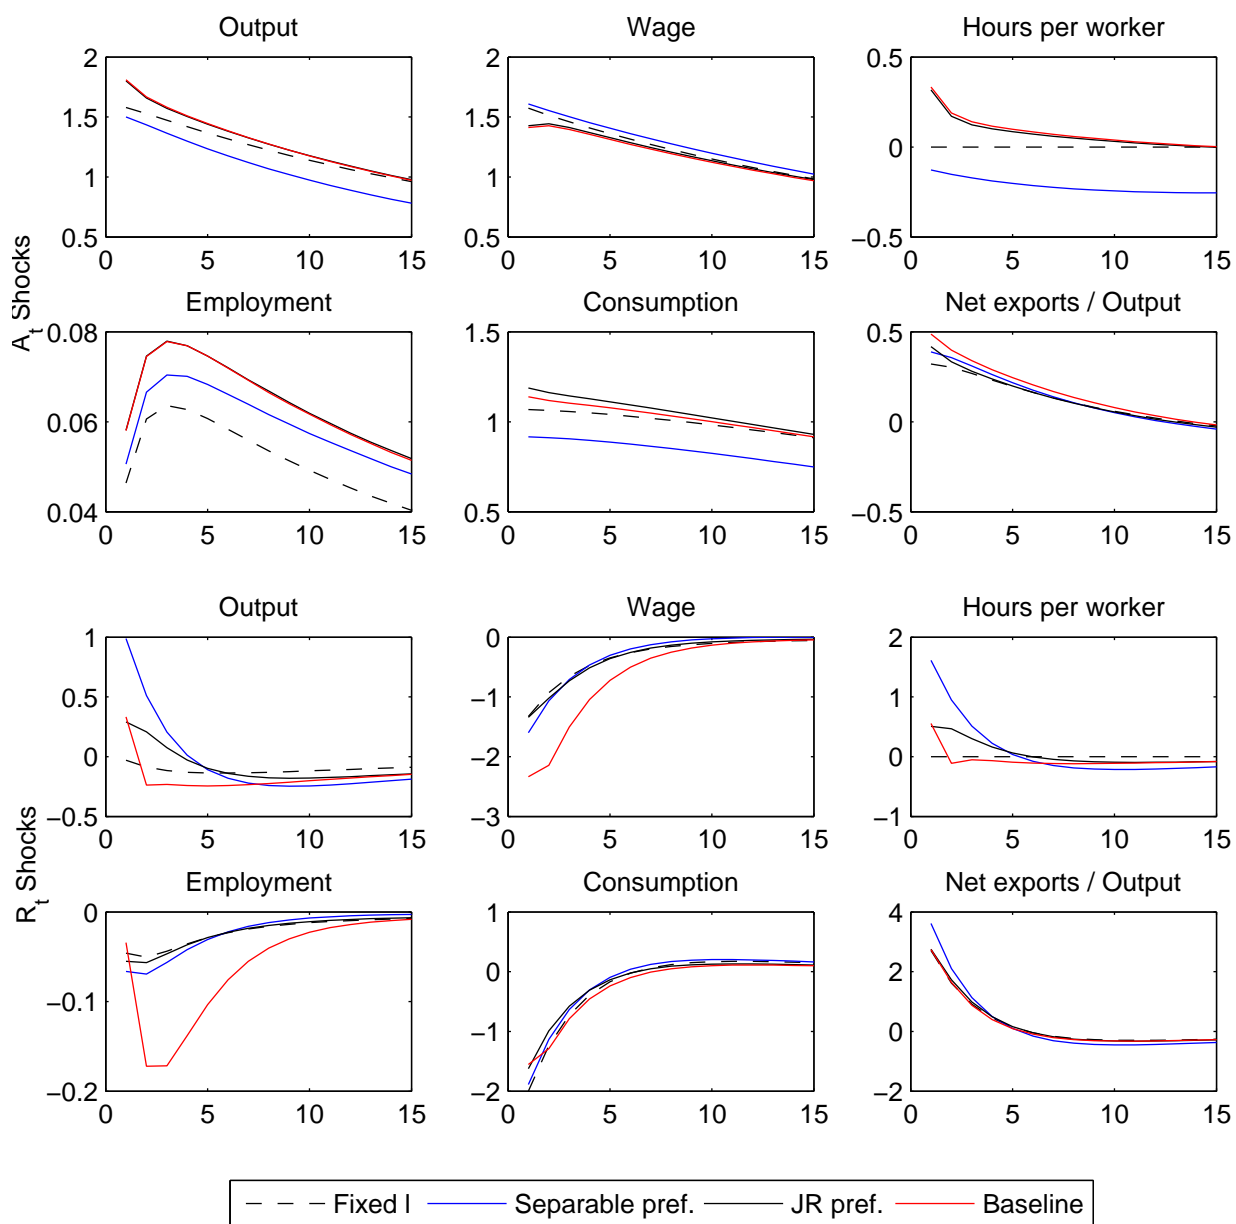 Output Wage Hours per worker
2 2 0.5
1.5 1.5 0
1 1
0.5 0.5 −0.5
0 5 10 15 0 5 10 15 0 5 10 15
A_t Shocks
Employment Consumption Net exports / Output
0.08 1.5 0.5
0.06 1 0
0.04 0.5 −0.5
0 5 10 15 0 5 10 15 0 5 10 15
Output Wage Hours per worker
1 0 2
0.5 −1 1
0 −2 0
−0.5 −3 −1
0 5 10 15 0 5 10 15 0 5 10 15
R_t Shocks
Employment Consumption Net exports / Output
0 1 4
−0.1 0 2
−1 0
−0.2 −2 −2
0 5 10 15 0 5 10 15 0 5 10 15
Fixed l Separable pref. JR pref. Baseline